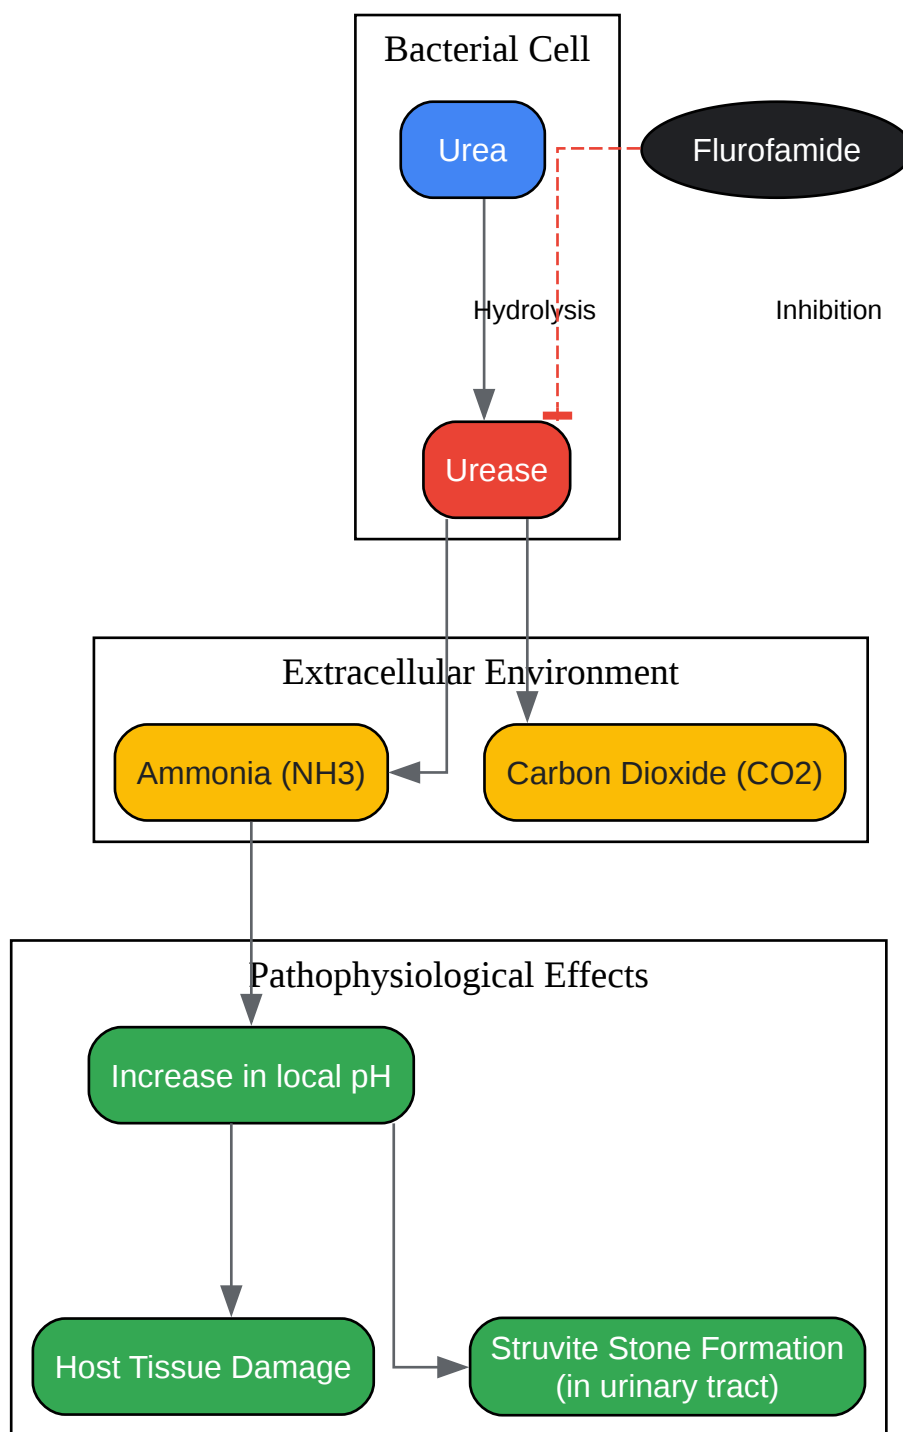 Bacterial Cell
Urea
Flurofamide
Hydrolysis
Inhibition
Urease
Extracellular Environment
Ammonia (NH3)
Carbon Dioxide (CO2)
Pathophysiological Effects
Increase in local pH
Host Tissue Damage
Struvite Stone Formation
(in urinary tract)